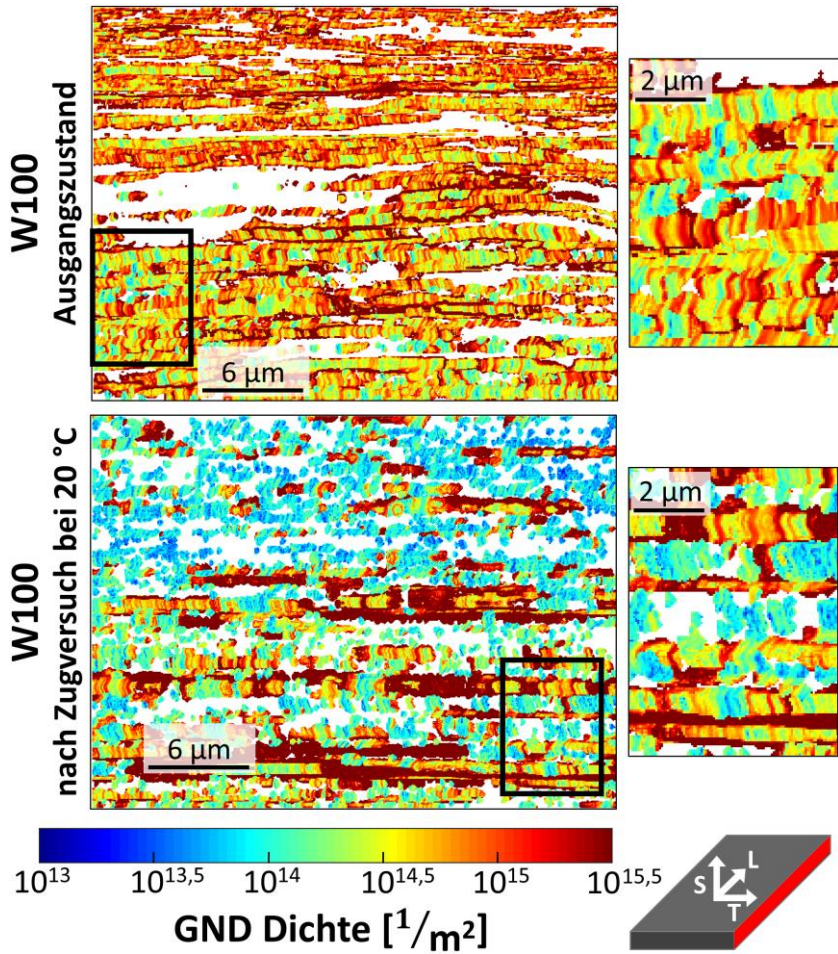 W100
Ausgangszustand
6 µm
2 µm
W100
nach Zugversuch bei 20 °C
6 µm
2 µm
10^13 10^13,5 10^14 10^14,5 10^15 10^15,5
GND Dichte [1/m²]
S L T